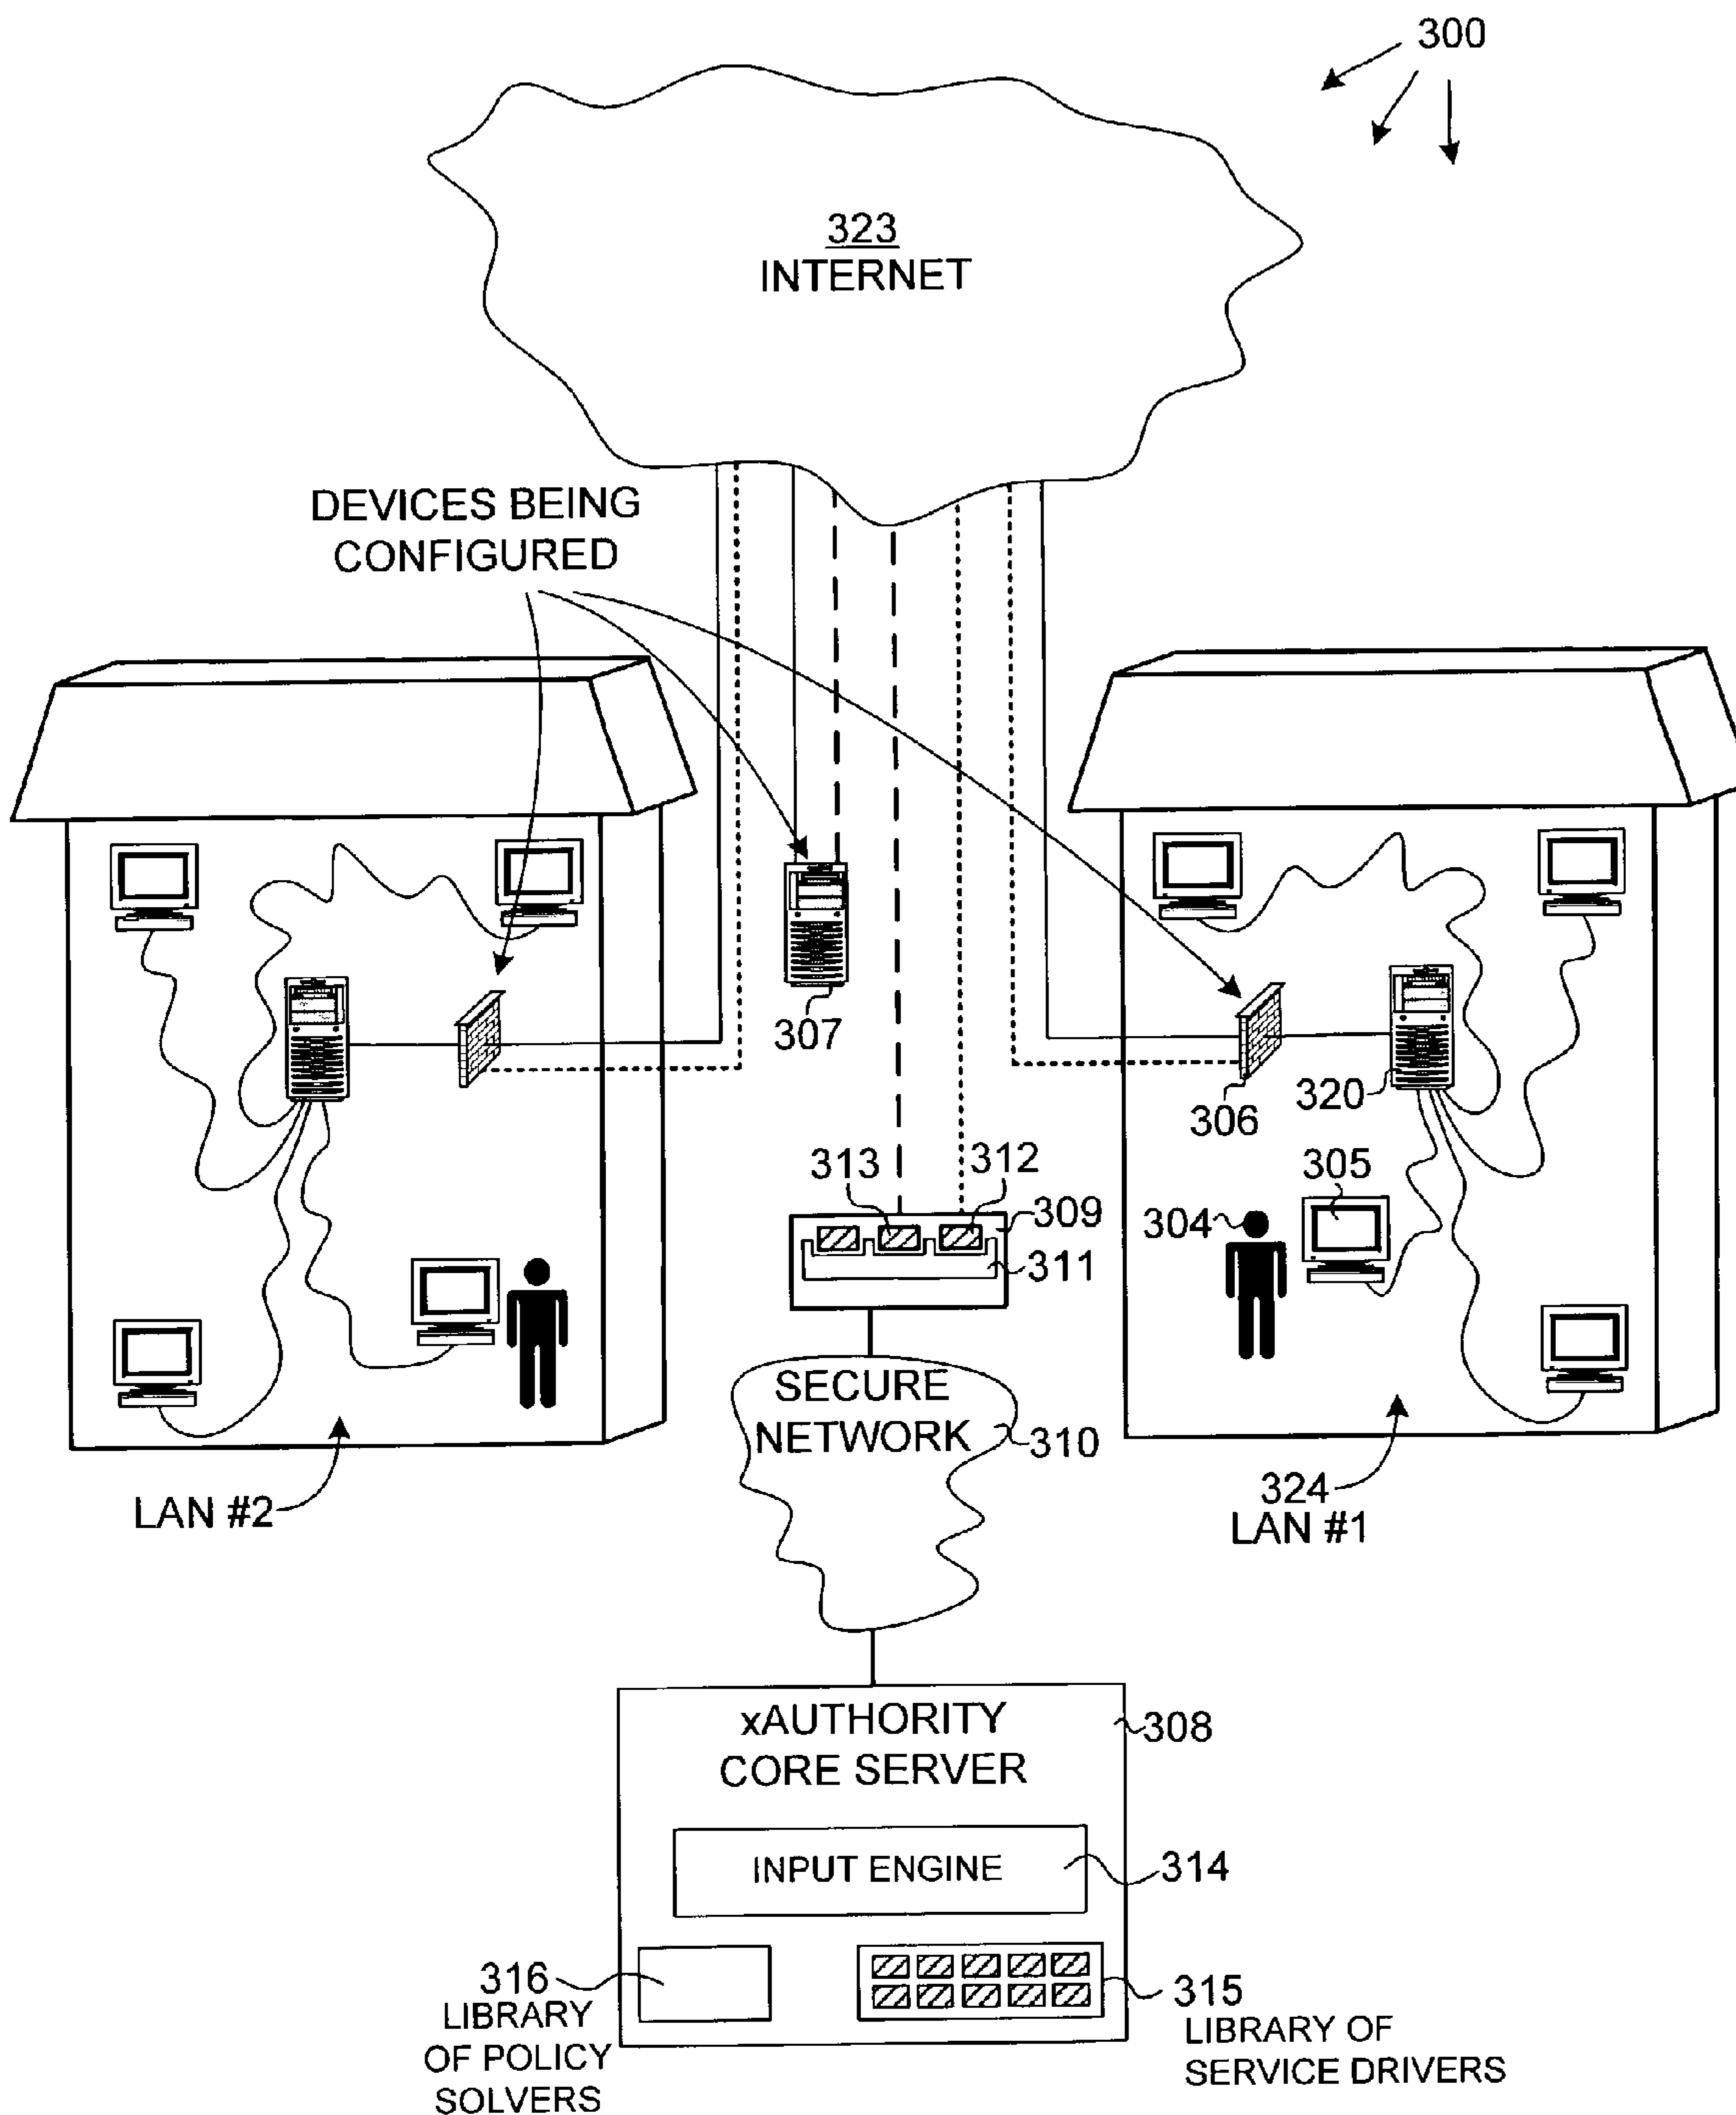 300
323
INTERNET
DEVICES BEING
CONFIGURED
307
306
320
313
312
309
311
304
305
SECURE
NETWORK
310
LAN #2
324
LAN #1
xAUTHORITY
CORE SERVER
308
INPUT ENGINE
314
316
LIBRARY
OF POLICY
SOLVERS
315
LIBRARY OF
SERVICE DRIVERS